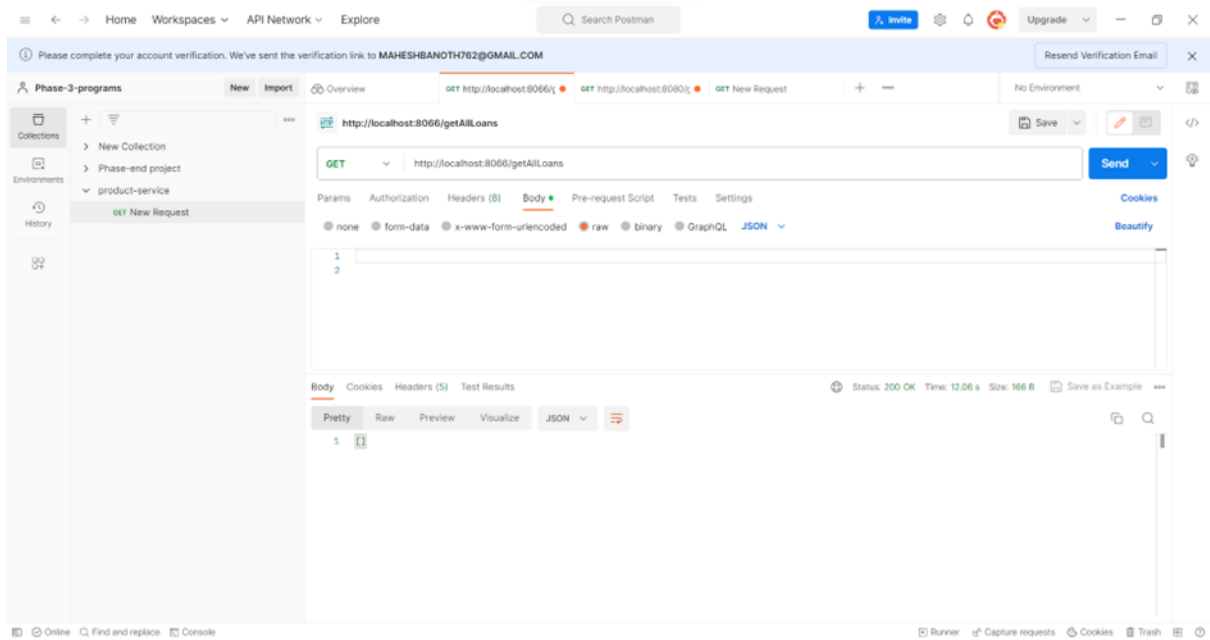 Home Workspaces API Network Explore Search Postman Invite Upgrade
Please complete your account verification. We've sent the verification link to MAHESHBANOTH762@GMAIL.COM Resend Verification Email
Phase-3-programs New Import Overview GET http://localhost:8066/g GET http://localhost:8080/g GET New Request No Environment
Collections
Environments
History
New Collection
Phase-end project
product-service
GET New Request
http://localhost:8066/getAllLoans Save
GET http://localhost:8066/getAllLoans Send
Params Authorization Headers (8) Body Pre-request Script Tests Settings Cookies
none form-data x-www-form-urlencoded raw binary GraphQL JSON Beautify
1
2
Body Cookies Headers (5) Test Results Status: 200 OK Time: 12.06 s Size: 166 B Save as Example
Pretty Raw Preview Visualize JSON
1 []
Online Find and replace Console Runner Capture requests Cookies Trash